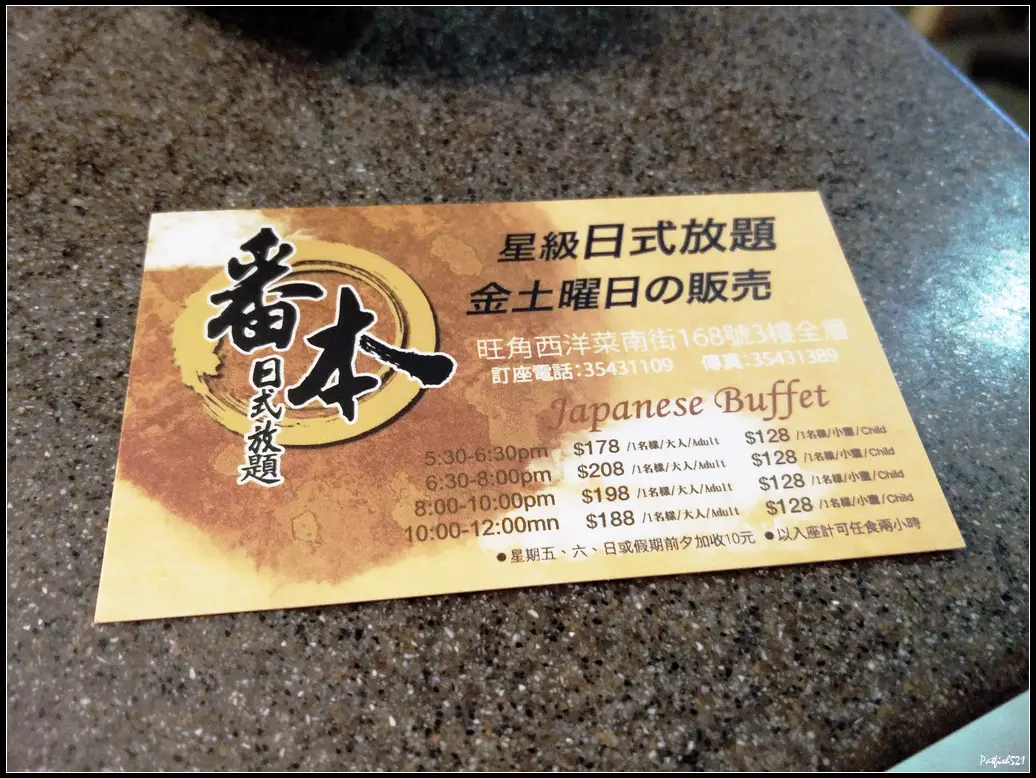 番本
日式放題
星級日式放題
金土曜日の販売
旺角西洋菜南街168號3樓全層
訂座電話:35431109 傳真:35431389
Japanese Buffet
5:30-6:30pm $178 /1名樣/大人/Adult $128 /1名樣/小童/Child
6:30-8:00pm $208 /1名樣/大人/Adult $128 /1名樣/小童/Child
8:00-10:00pm $198 /1名樣/大人/Adult $128 /1名樣/小童/Child
10:00-12:00mn $188 /1名樣/大人/Adult $128 /1名樣/小童/Child
●星期五、六、日或假期前夕加收10元 ●以入座計可任食兩小時
Patfish521